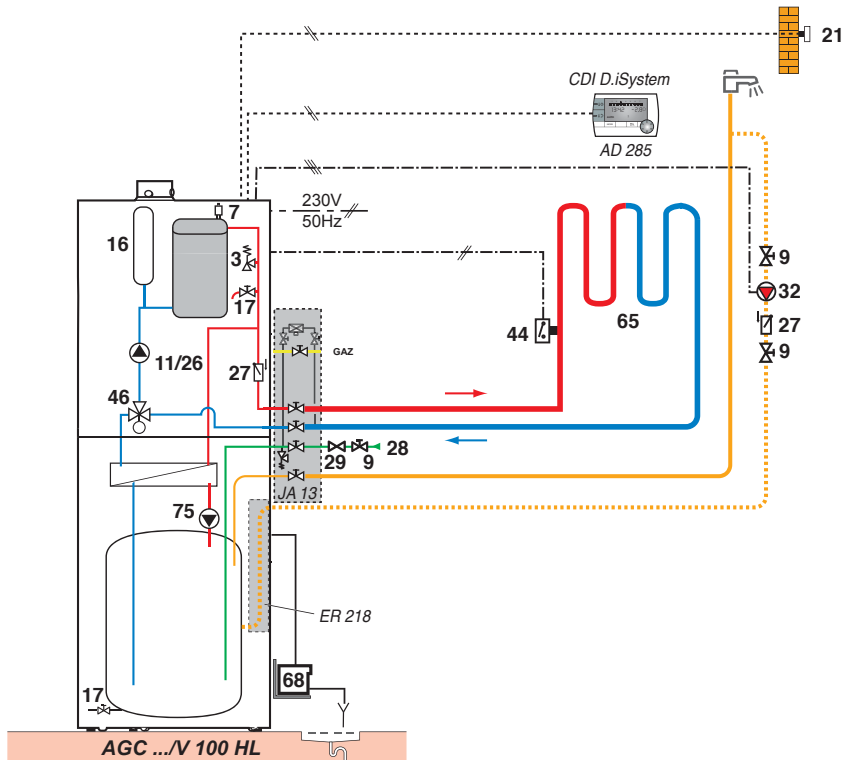 21
CDI D.iSystem
AD 285
7
230V
50Hz
16
3
17
9
32
27
9
44
65
GAZ
11/26
27
46
28
29
9
JA 13
75
ER 218
68
17
AGC .../V 100 HL